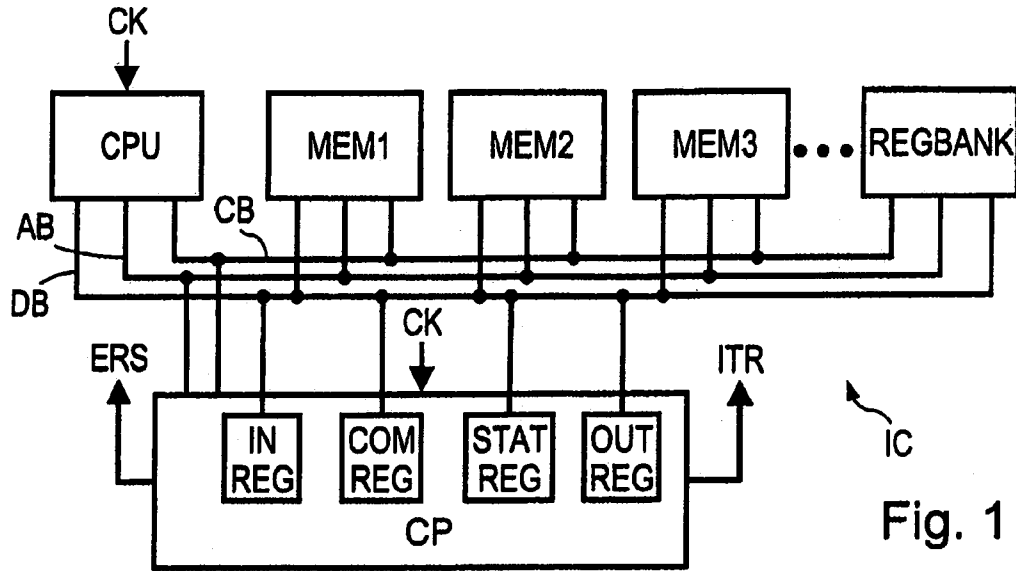 CK
CPU
MEM1
MEM2
MEM3
REGBANK
AB
CB
DB
CK
ERS
ITR
IN
REG
COM
REG
STAT
REG
OUT
REG
IC
CP
Fig. 1